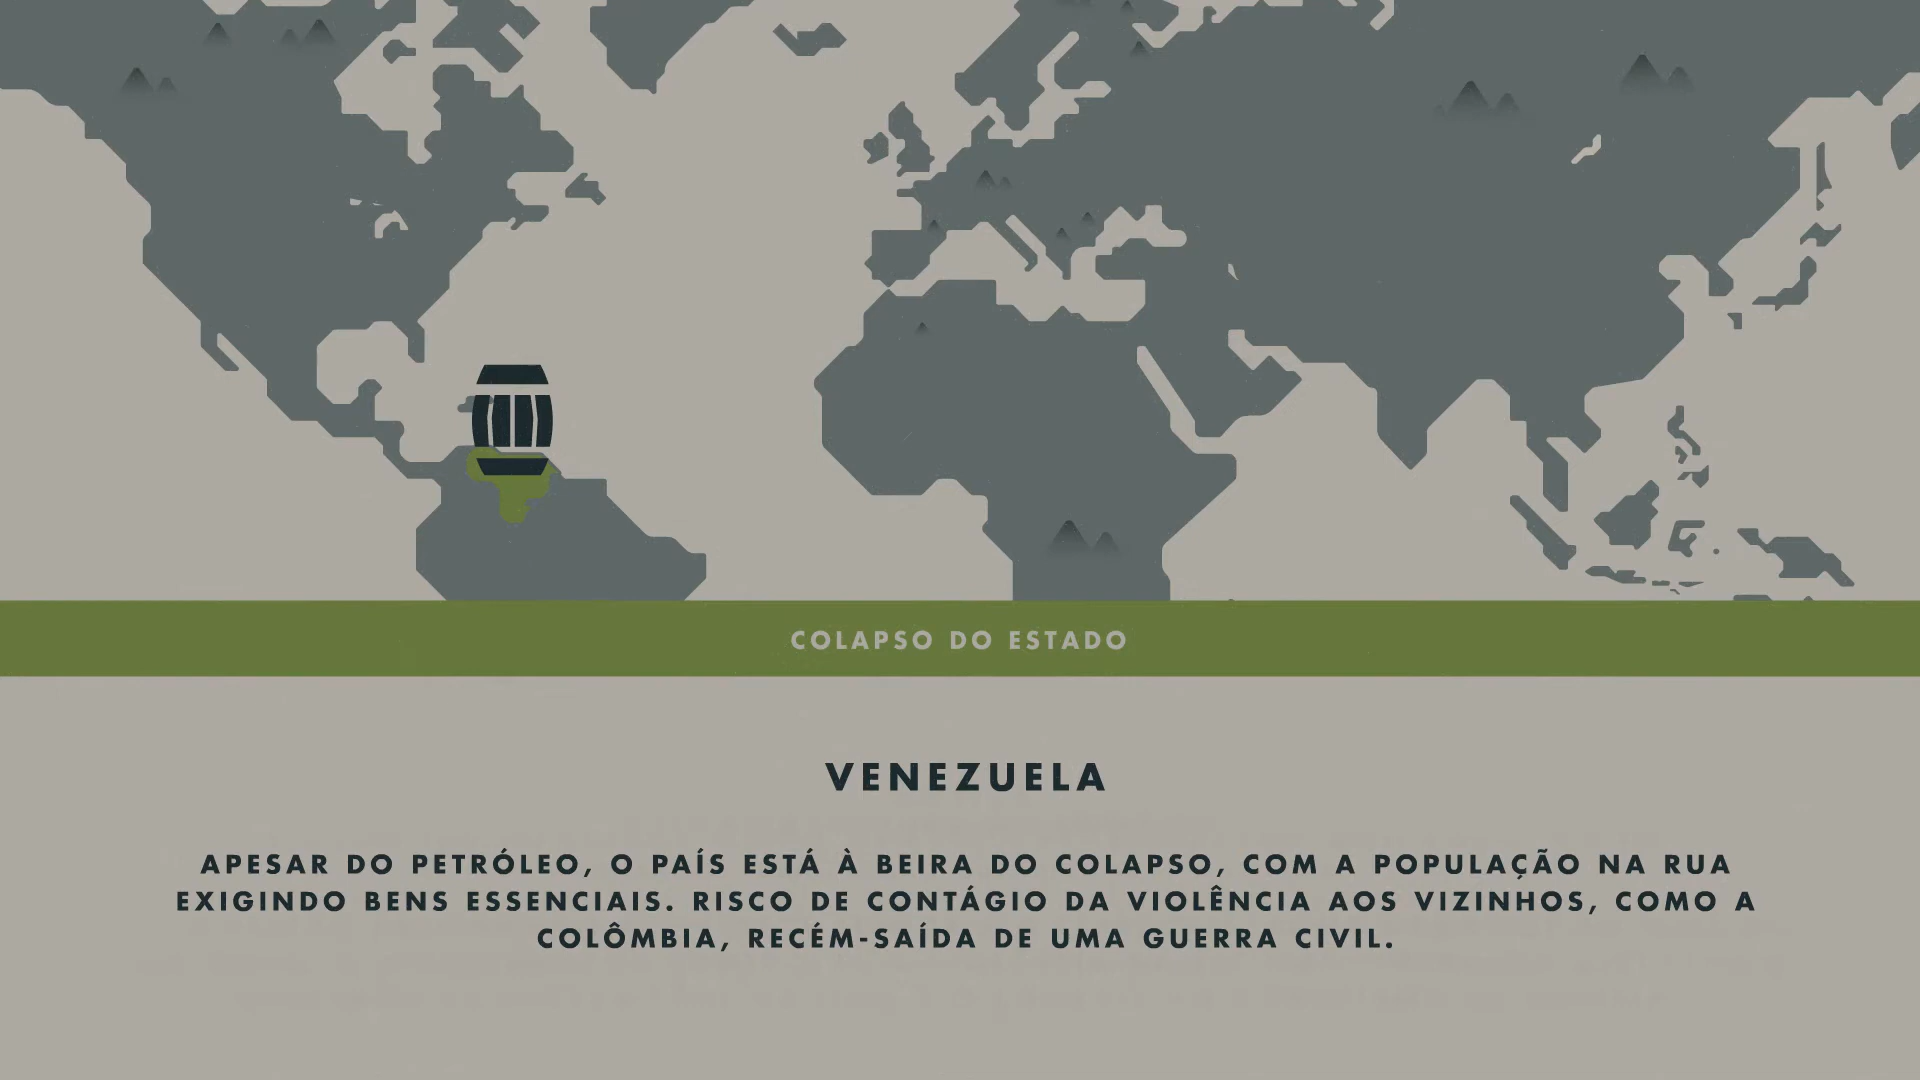 COLAPSO DO ESTADO
VENEZUELA
APESAR DO PETRÓLEO, O PAÍS ESTÁ À BEIRA DO COLAPSO, COM A POPULAÇÃO NA RUA
EXIGINDO BENS ESSENCIAIS. RISCO DE CONTÁGIO DA VIOLÊNCIA AOS VIZINHOS, COMO A
COLÔMBIA, RECÉM-SAÍDA DE UMA GUERRA CIVIL.